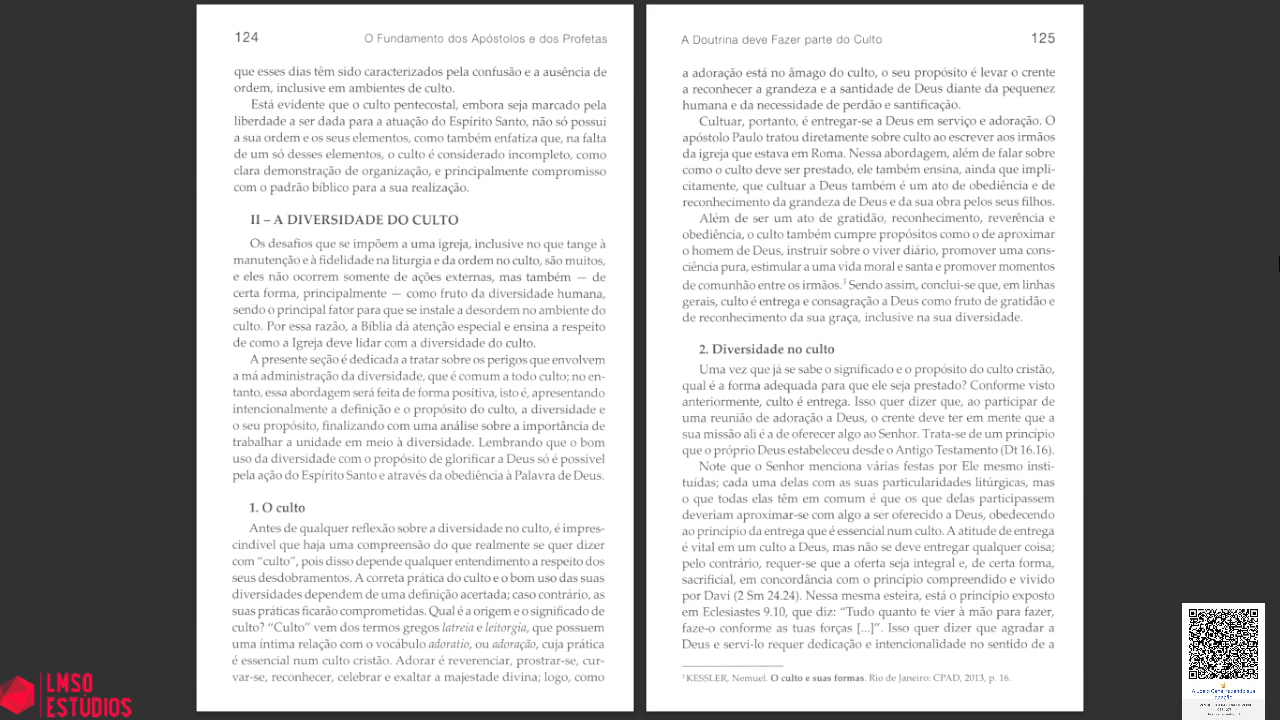 124 O Fundamento dos Apóstolos e dos Profetas
que esses dias têm sido caracterizados pela confusão e a ausência de
ordem, inclusive em ambientes de culto.
Está evidente que o culto pentecostal, embora seja marcado pela
liberdade a ser dada para a atuação do Espírito Santo, não só possui
a sua ordem e os seus elementos, como também enfatiza que, na falta
de um só desses elementos, o culto é considerado incompleto, como
clara demonstração de organização, e principalmente compromisso
com o padrão bíblico para a sua realização.
II – A DIVERSIDADE DO CULTO
Os desafios que se impõem a uma igreja, inclusive no que tange à
manutenção e à fidelidade na liturgia e da ordem no culto, são muitos,
e eles não ocorrem somente de ações externas, mas também — de
certa forma, principalmente — como fruto da diversidade humana,
sendo o principal fator para que se instale a desordem no ambiente do
culto. Por essa razão, a Bíblia dá atenção especial e ensina a respeito
de como a Igreja deve lidar com a diversidade do culto.
A presente seção é dedicada a tratar sobre os perigos que envolvem
a má administração da diversidade, que é comum a todo culto; no en-
tanto, essa abordagem será feita de forma positiva, isto é, apresentando
intencionalmente a definição e o propósito do culto, a diversidade e
o seu propósito, finalizando com uma análise sobre a importância de
trabalhar a unidade em meio à diversidade. Lembrando que o bom
uso da diversidade com o propósito de glorificar a Deus só é possível
pela ação do Espírito Santo e através da obediência à Palavra de Deus.
1. O culto
Antes de qualquer reflexão sobre a diversidade no culto, é impres-
cindível que haja uma compreensão do que realmente se quer dizer
com “culto”, pois disso depende qualquer entendimento a respeito dos
seus desdobramentos. A correta prática do culto e o bom uso das suas
diversidades dependem de uma definição acertada; caso contrário, as
suas práticas ficarão comprometidas. Qual é a origem e o significado de
culto? “Culto” vem dos termos gregos latreia e leitorgia, que possuem
uma íntima relação com o vocábulo adoratio, ou adoração, cuja prática
é essencial num culto cristão. Adorar é reverenciar, prostrar-se, cur-
var-se, reconhecer, celebrar e exaltar a majestade divina; logo, como
A Doutrina deve Fazer parte do Culto 125
a adoração está no âmago do culto, o seu propósito é levar o crente
a reconhecer a grandeza e a santidade de Deus diante da pequenez
humana e da necessidade de perdão e santificação.
Cultuar, portanto, é entregar-se a Deus em serviço e adoração. O
apóstolo Paulo tratou diretamente sobre culto ao escrever aos irmãos
da igreja que estava em Roma. Nessa abordagem, além de falar sobre
como o culto deve ser prestado, ele também ensina, ainda que impli-
citamente, que cultuar a Deus também é um ato de obediência e de
reconhecimento da grandeza de Deus e da sua obra pelos seus filhos.
Além de ser um ato de gratidão, reconhecimento, reverência e
obediência, o culto também cumpre propósitos como o de aproximar
o homem de Deus, instruir sobre o viver diário, promover uma cons-
ciência pura, estimular a uma vida moral e santa e promover momentos
de comunhão entre os irmãos.³ Sendo assim, conclui-se que, em linhas
gerais, culto é entrega e consagração a Deus como fruto de gratidão e
de reconhecimento da sua graça, inclusive na sua diversidade.
2. Diversidade no culto
Uma vez que já se sabe o significado e o propósito do culto cristão,
qual é a forma adequada para que ele seja prestado? Conforme visto
anteriormente, culto é entrega. Isso quer dizer que, ao participar de
uma reunião de adoração a Deus, o crente deve ter em mente que a
sua missão ali é a de oferecer algo ao Senhor. Trata-se de um princípio
que o próprio Deus estabeleceu desde o Antigo Testamento (Dt 16.16).
Note que o Senhor menciona várias festas por Ele mesmo insti-
tuídas; cada uma delas com as suas particularidades litúrgicas, mas
o que todas elas têm em comum é que os que delas participassem
deveriam aproximar-se com algo a ser oferecido a Deus, obedecendo
ao princípio da entrega que é essencial num culto. A atitude de entrega
é vital em um culto a Deus, mas não se deve entregar qualquer coisa;
pelo contrário, requer-se que a oferta seja integral e, de certa forma,
sacrificial, em concordância com o princípio compreendido e vivido
por Davi (2 Sm 24.24). Nessa mesma esteira, está o princípio exposto
em Eclesiastes 9.10, que diz: “Tudo quanto te vier à mão para fazer,
faze-o conforme as tuas forças [...]”. Isso quer dizer que agradar a
Deus e servi-lo requer dedicação e intencionalidade no sentido de a
³ KESSLER, Nemuel. O culto e suas formas. Rio de Janeiro: CPAD, 2013, p. 16.
LMSO
ESTÚDIOS